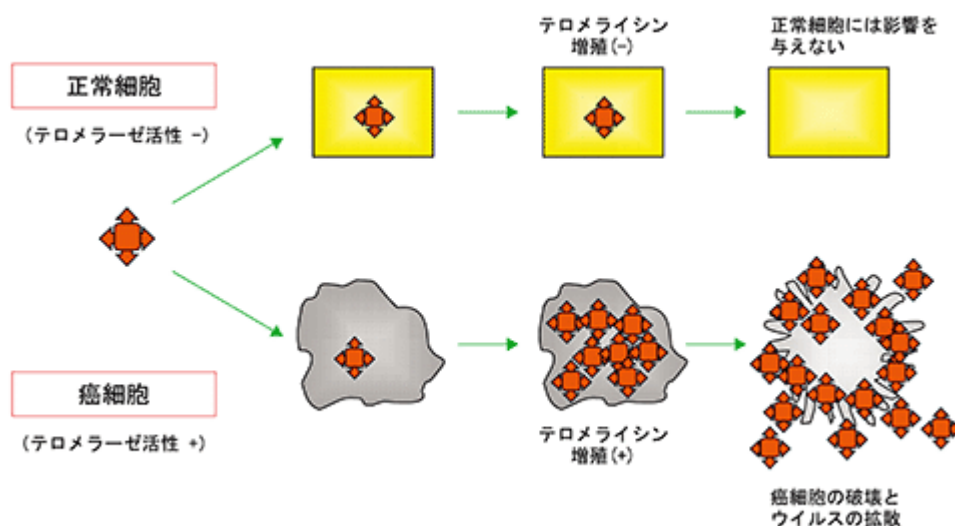 正常細胞
(テロメラーゼ活性 −)
テロメライシン
増殖(−)
正常細胞には影響を
与えない
癌細胞
(テロメラーゼ活性 +)
テロメライシン
増殖(+)
癌細胞の破壊と
ウイルスの拡散